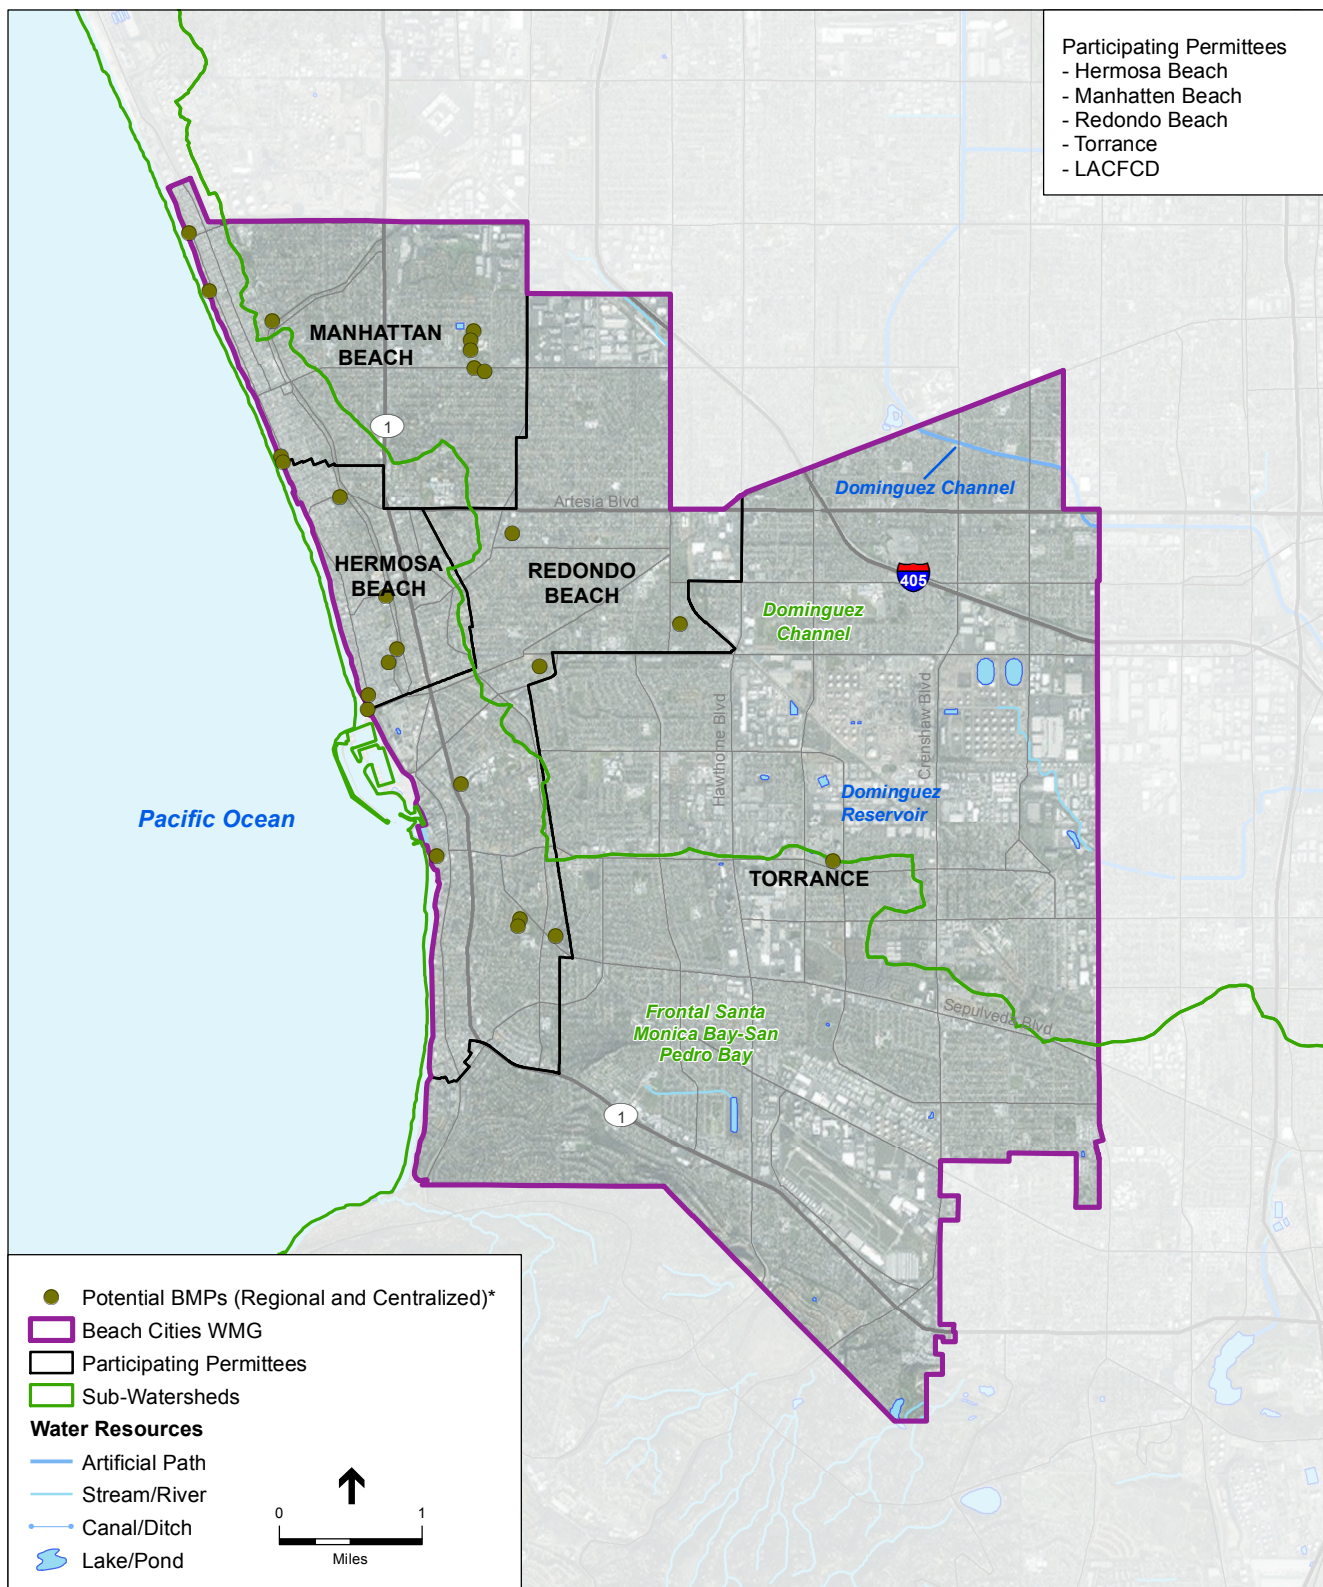 Participating Permittees
- Hermosa Beach
- Manhatten Beach
- Redondo Beach
- Torrance
- LACFCD
MANHATTAN
BEACH
1
Dominguez Channel
Artesia Blvd
HERMOSA
BEACH
REDONDO
BEACH
405
Dominguez
Channel
Hawthorne Blvd
Crenshaw Blvd
Pacific Ocean
Dominguez
Reservoir
TORRANCE
Frontal Santa
Monica Bay-San
Pedro Bay
Sepulveda Blvd
1
Potential BMPs (Regional and Centralized)*
Beach Cities WMG
Participating Permittees
Sub-Watersheds
Water Resources
Artificial Path
Stream/River
Canal/Ditch
Lake/Pond
0 1
Miles